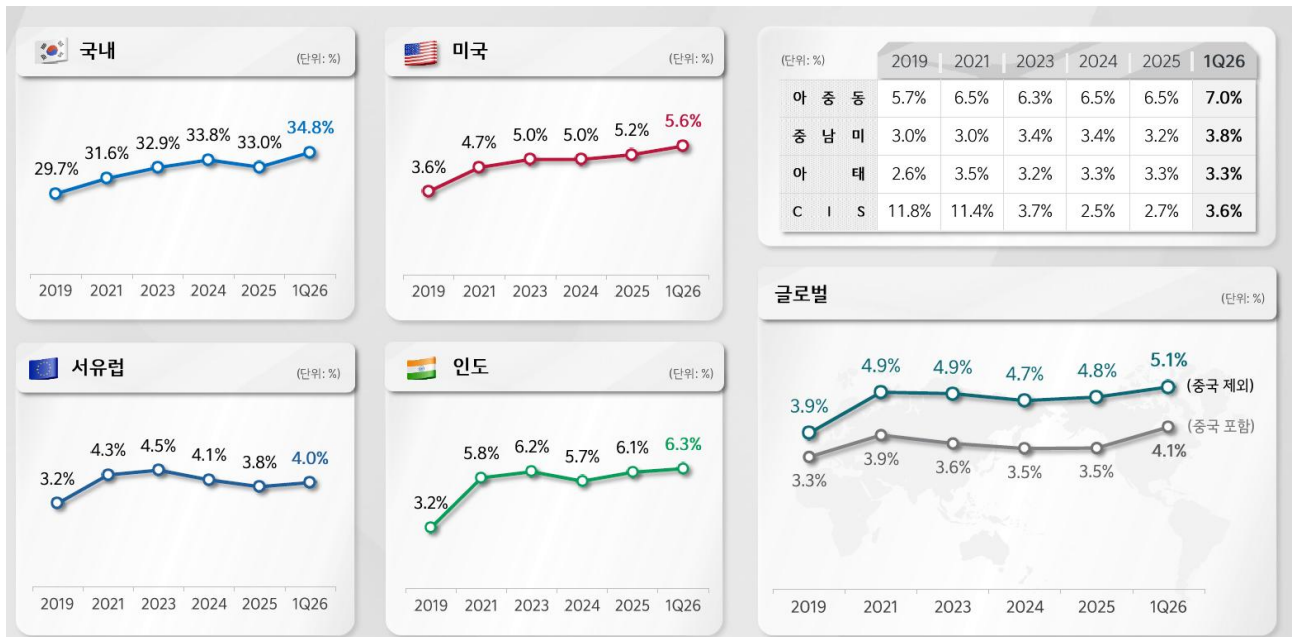 국내
(단위: %)
29.7% 31.6% 32.9% 33.8% 33.0% 34.8%
2019 2021 2023 2024 2025 1Q26
미국
(단위: %)
3.6% 4.7% 5.0% 5.0% 5.2% 5.6%
2019 2021 2023 2024 2025 1Q26
(단위: %) 2019 2021 2023 2024 2025 1Q26
아 중 동 5.7% 6.5% 6.3% 6.5% 6.5% 7.0%
중 남 미 3.0% 3.0% 3.4% 3.4% 3.2% 3.8%
아 태 2.6% 3.5% 3.2% 3.3% 3.3% 3.3%
C I S 11.8% 11.4% 3.7% 2.5% 2.7% 3.6%
서유럽
(단위: %)
3.2% 4.3% 4.5% 4.1% 3.8% 4.0%
2019 2021 2023 2024 2025 1Q26
인도
(단위: %)
3.2% 5.8% 6.2% 5.7% 6.1% 6.3%
2019 2021 2023 2024 2025 1Q26
글로벌
(단위: %)
3.9% 4.9% 4.9% 4.7% 4.8% 5.1% (중국 제외)
3.3% 3.9% 3.6% 3.5% 3.5% 4.1% (중국 포함)
2019 2021 2023 2024 2025 1Q26